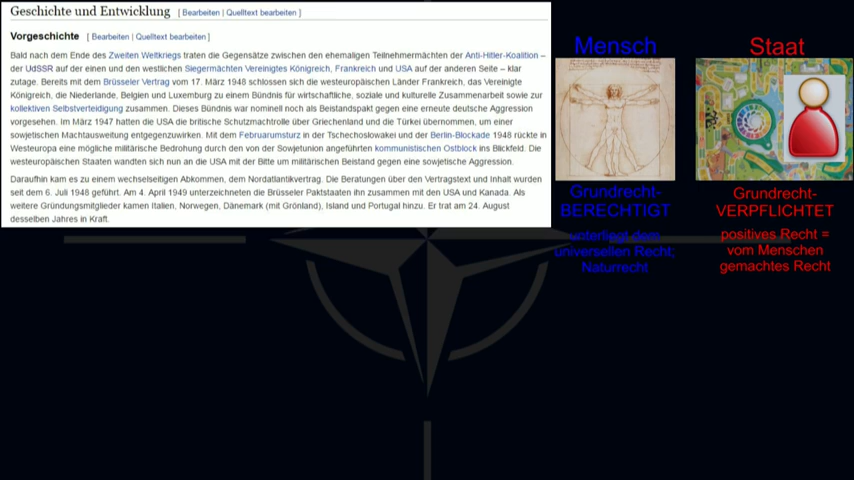 Geschichte und Entwicklung [ Bearbeiten | Quelltext bearbeiten ]
Vorgeschichte [ Bearbeiten | Quelltext bearbeiten ]
Bald nach dem Ende des Zweiten Weltkriegs traten die Gegensätze zwischen den ehemaligen Teilnehmermächten der Anti-Hitler-Koalition –
der UdSSR auf der einen und den westlichen Siegermächten Vereinigtes Königreich, Frankreich und USA auf der anderen Seite – klar
zutage. Bereits mit dem Brüsseler Vertrag vom 17. März 1948 schlossen sich die westeuropäischen Länder Frankreich, das Vereinigte
Königreich, die Niederlande, Belgien und Luxemburg zu einem Bündnis für wirtschaftliche, soziale und kulturelle Zusammenarbeit sowie zur
kollektiven Selbstverteidigung zusammen. Dieses Bündnis war nominell noch als Beistandspakt gegen eine erneute deutsche Aggression
vorgesehen. Im März 1947 hatten die USA die britische Schutzmachtrolle über Griechenland und die Türkei übernommen, um einer
sowjetischen Machtausweitung entgegenzuwirken. Mit dem Februarumsturz in der Tschechoslowakei und der Berlin-Blockade 1948 rückte in
Westeuropa eine mögliche militärische Bedrohung durch den von der Sowjetunion angeführten kommunistischen Ostblock ins Blickfeld. Die
westeuropäischen Staaten wandten sich nun an die USA mit der Bitte um militärischen Beistand gegen eine sowjetische Aggression.
Daraufhin kam es zu einem wechselseitigen Abkommen, dem Nordatlantikvertrag. Die Beratungen über den Vertragstext und Inhalt wurden
seit dem 6. Juli 1948 geführt. Am 4. April 1949 unterzeichneten die Brüsseler Paktstaaten ihn zusammen mit den USA und Kanada. Als
weitere Gründungsmitglieder kamen Italien, Norwegen, Dänemark (mit Grönland), Island und Portugal hinzu. Er trat am 24. August
desselben Jahres in Kraft.
Mensch
Grundrecht-
BERECHTIGT
unterliegt dem
universellen Recht;
Naturrecht
Staat
Grundrecht-
VERPFLICHTET
positives Recht =
vom Menschen
gemachtes Recht